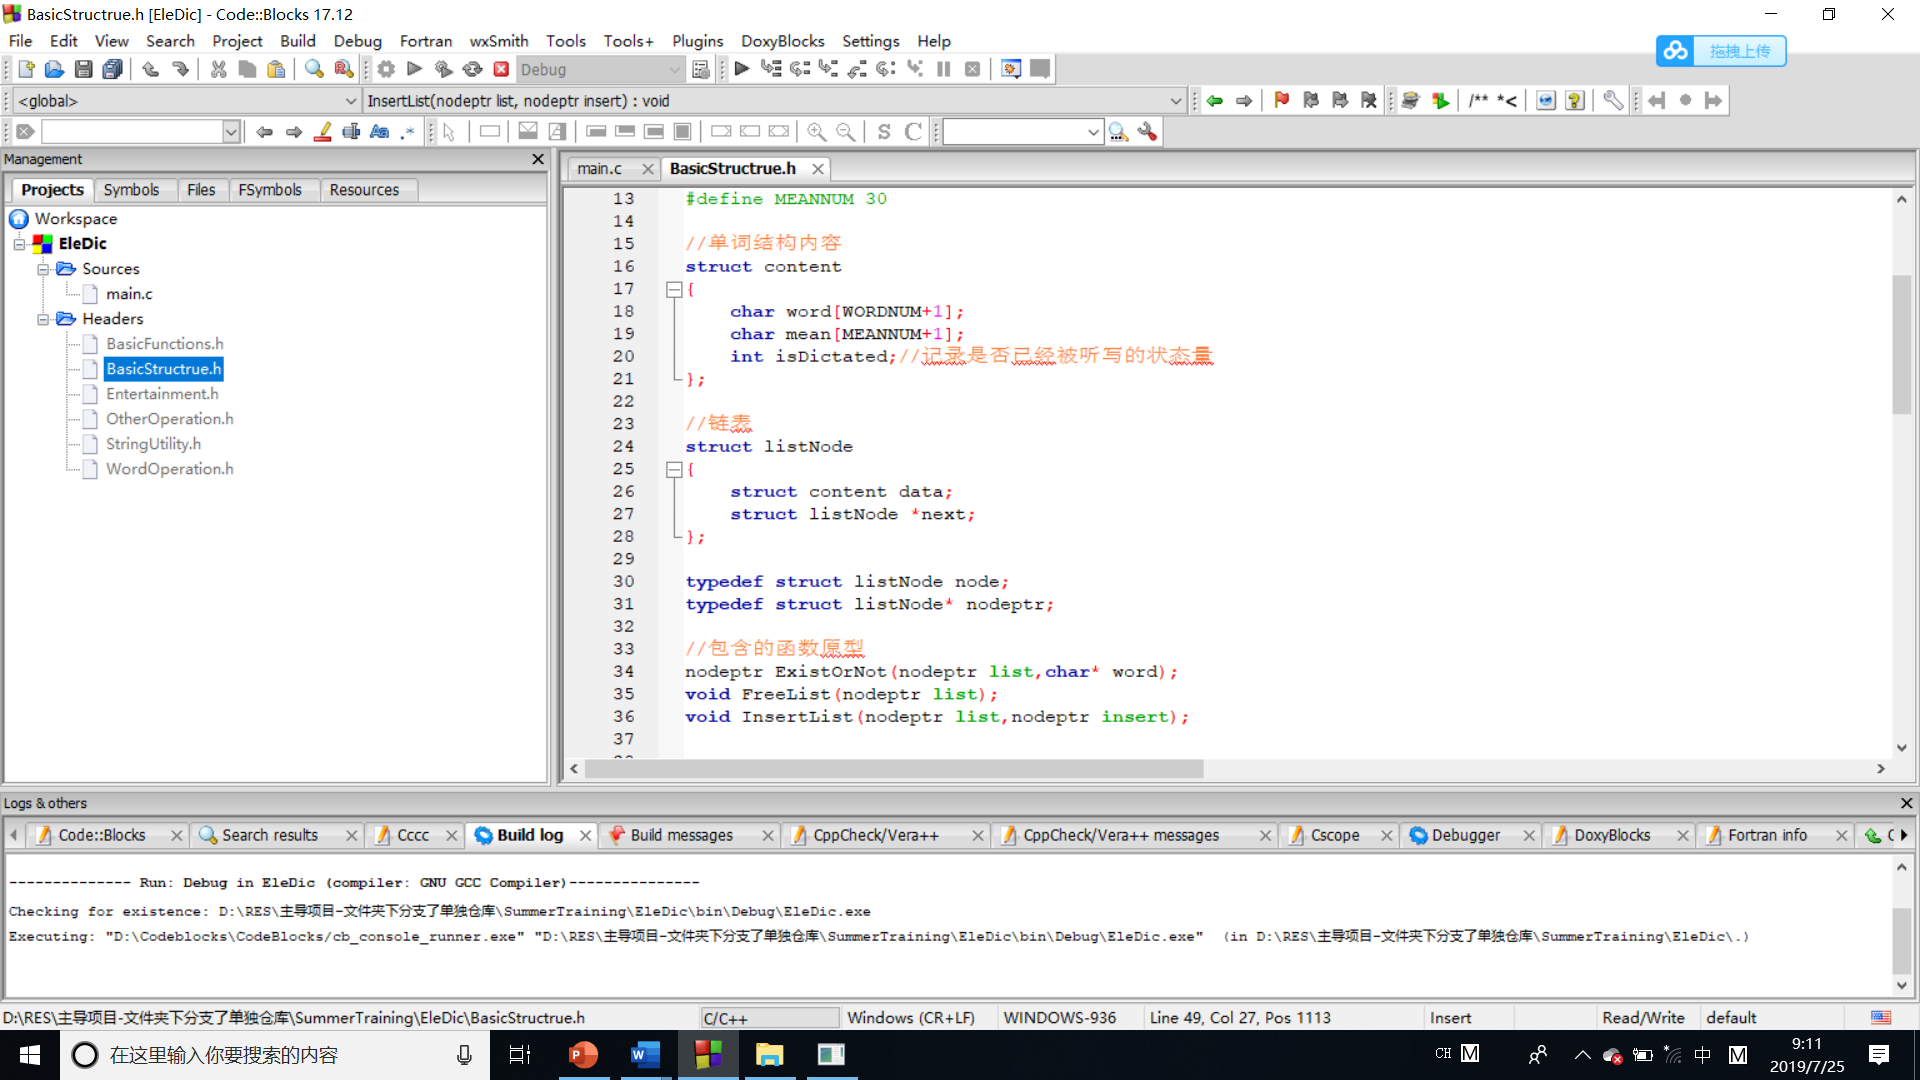 BasicStructrue.h [EleDic] - Code::Blocks 17.12
File Edit View Search Project Build Debug Fortran wxSmith Tools Tools+ Plugins DoxyBlocks Settings Help
拖拽上传
Debug
<global> InsertList(nodeptr list, nodeptr insert) : void
/** *<
Aa .* S C
Management
Projects Symbols Files FSymbols Resources
Workspace
EleDic
Sources
main.c
Headers
BasicFunctions.h
BasicStructrue.h
Entertainment.h
OtherOperation.h
StringUtility.h
WordOperation.h
main.c BasicStructrue.h
13 #define MEANNUM 30
14
15 //单词结构内容
16 struct content
17 {
18 char word[WORDNUM+1];
19 char mean[MEANNUM+1];
20 int isDictated;//记录是否已经被听写的状态量
21 };
22
23 //链表
24 struct listNode
25 {
26 struct content data;
27 struct listNode *next;
28 };
29
30 typedef struct listNode node;
31 typedef struct listNode* nodeptr;
32
33 //包含的函数原型
34 nodeptr ExistOrNot(nodeptr list,char* word);
35 void FreeList(nodeptr list);
36 void InsertList(nodeptr list,nodeptr insert);
37
Logs & others
Code::Blocks Search results Cccc Build log Build messages CppCheck/Vera++ CppCheck/Vera++ messages Cscope Debugger DoxyBlocks Fortran info
-------------- Run: Debug in EleDic (compiler: GNU GCC Compiler)---------------
Checking for existence: D:\RES\主导项目-文件夹下分支了单独仓库\SummerTraining\EleDic\bin\Debug\EleDic.exe
Executing: "D:\Codeblocks\CodeBlocks/cb_console_runner.exe" "D:\RES\主导项目-文件夹下分支了单独仓库\SummerTraining\EleDic\bin\Debug\EleDic.exe"  (in D:\RES\主导项目-文件夹下分支了单独仓库\SummerTraining\EleDic\.)
D:\RES\主导项目-文件夹下分支了单独仓库\SummerTraining\EleDic\BasicStructrue.h C/C++ Windows (CR+LF) WINDOWS-936 Line 49, Col 27, Pos 1113 Insert Read/Write default
在这里输入你要搜索的内容
CH M 中 M
9:11
2019/7/25